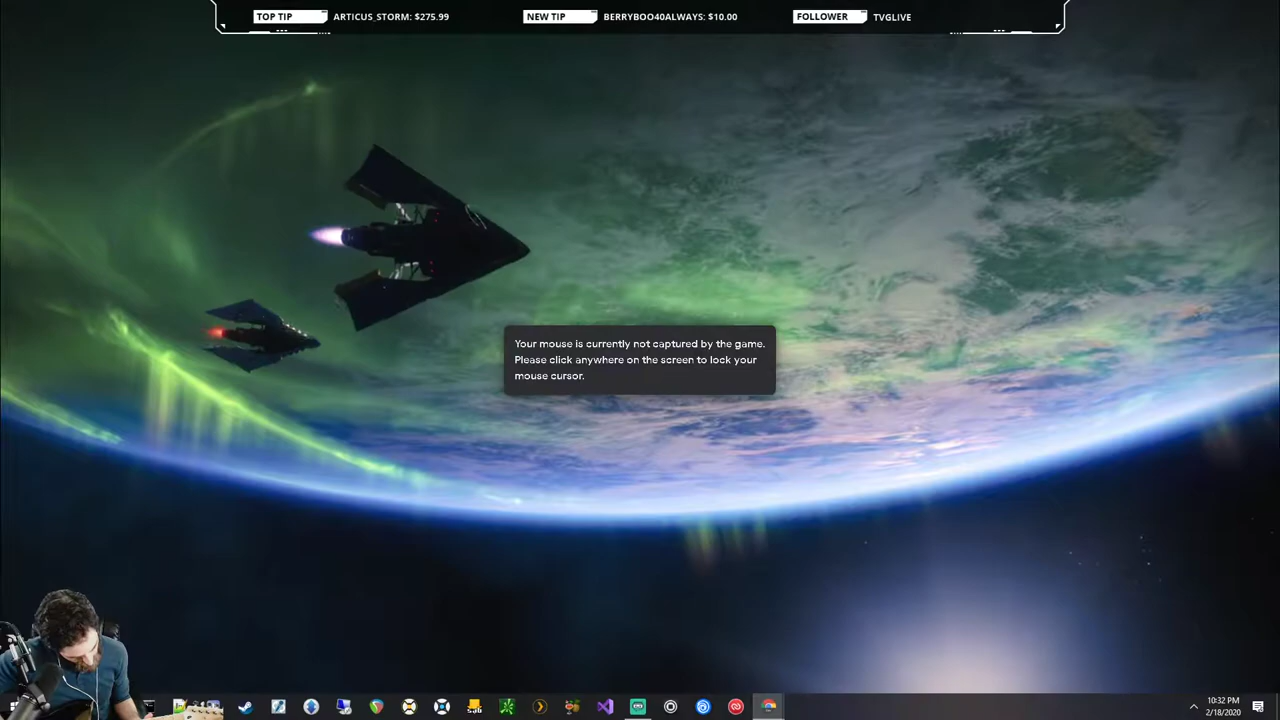 TOP TIP ARTICUS_STORM: $275.99 NEW TIP BERRYBOO40ALWAYS: $10.00 FOLLOWER TVGLIVE
Your mouse is currently not captured by the game.
Please click anywhere on the screen to lock your
mouse cursor.
10:32 PM
2/18/2020